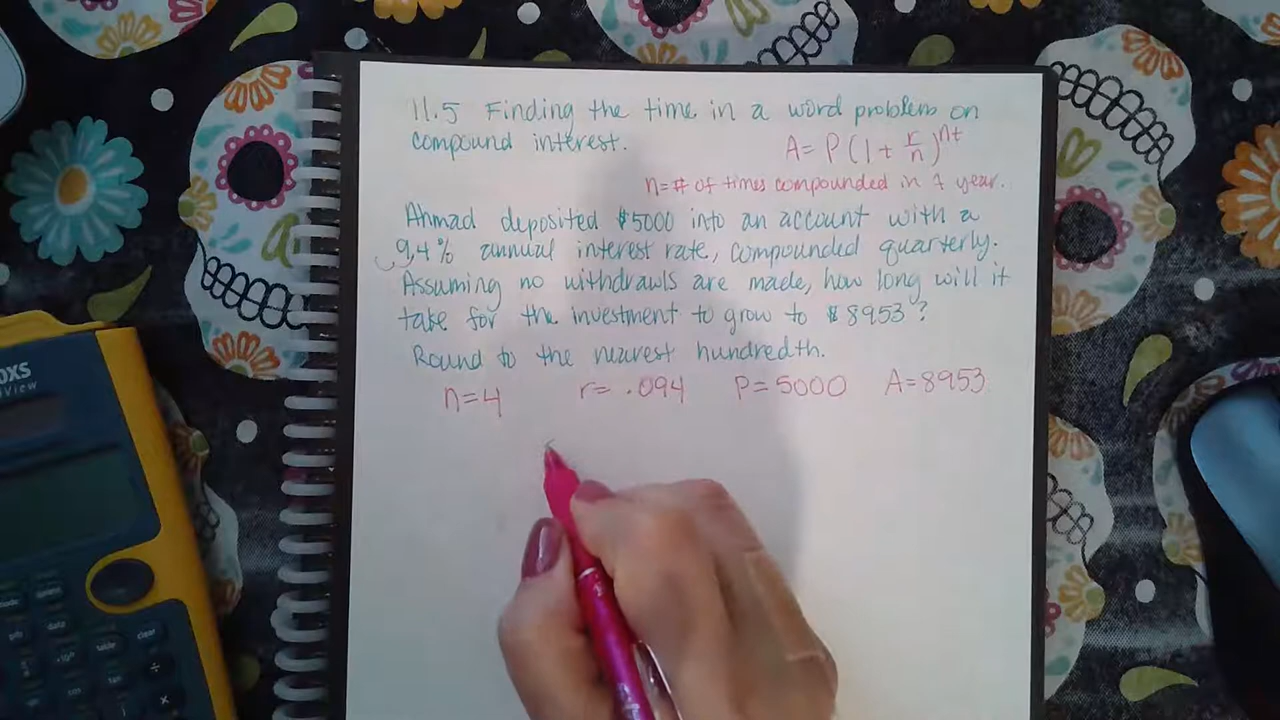 11.5 Finding the time in a word problem on
compound interest.
A= P(1+ r/n)^nt
n=# of times compounded in 1 year.
Ahmad deposited $5000 into an account with a
9.4% annual interest rate, compounded quarterly.
Assuming no withdrawls are made, how long will it
take for the investment to grow to $8953?
Round to the nearest hundredth.
n=4 r= .094 P=5000 A=8953